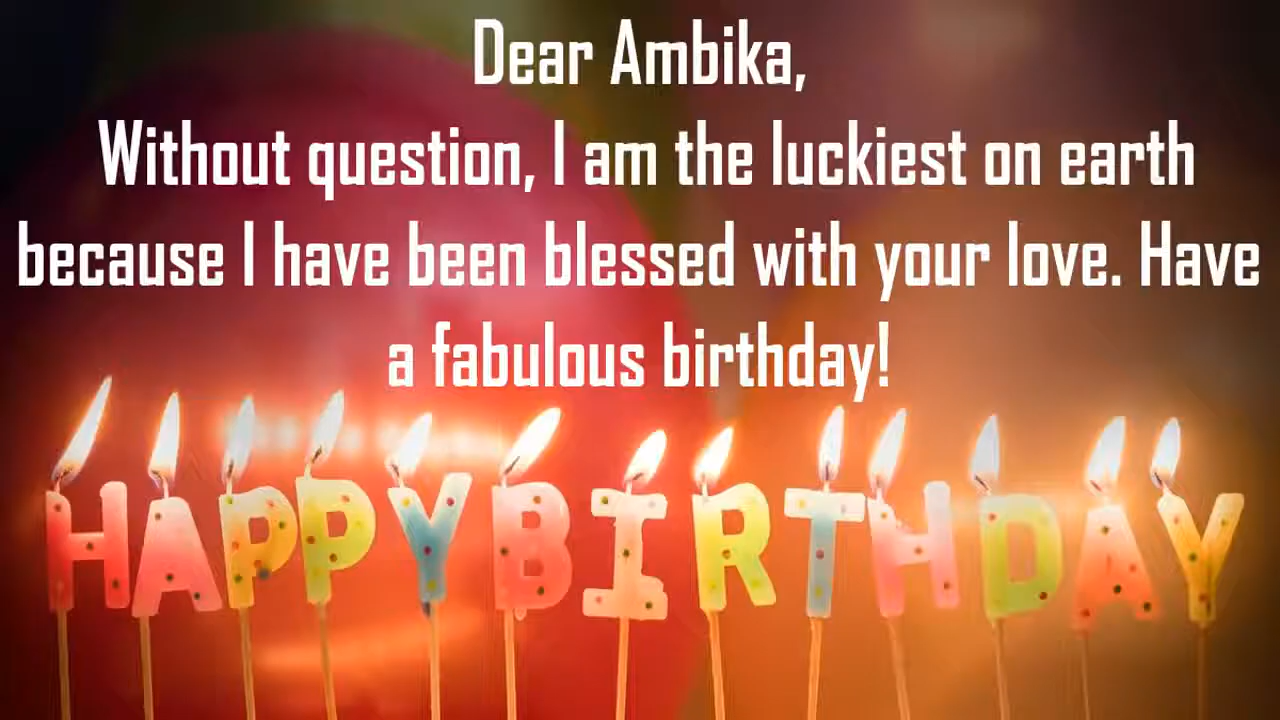 Dear Ambika,
Without question, I am the luckiest on earth
because I have been blessed with your love. Have
a fabulous birthday!
HAPPY BIRTHDAY